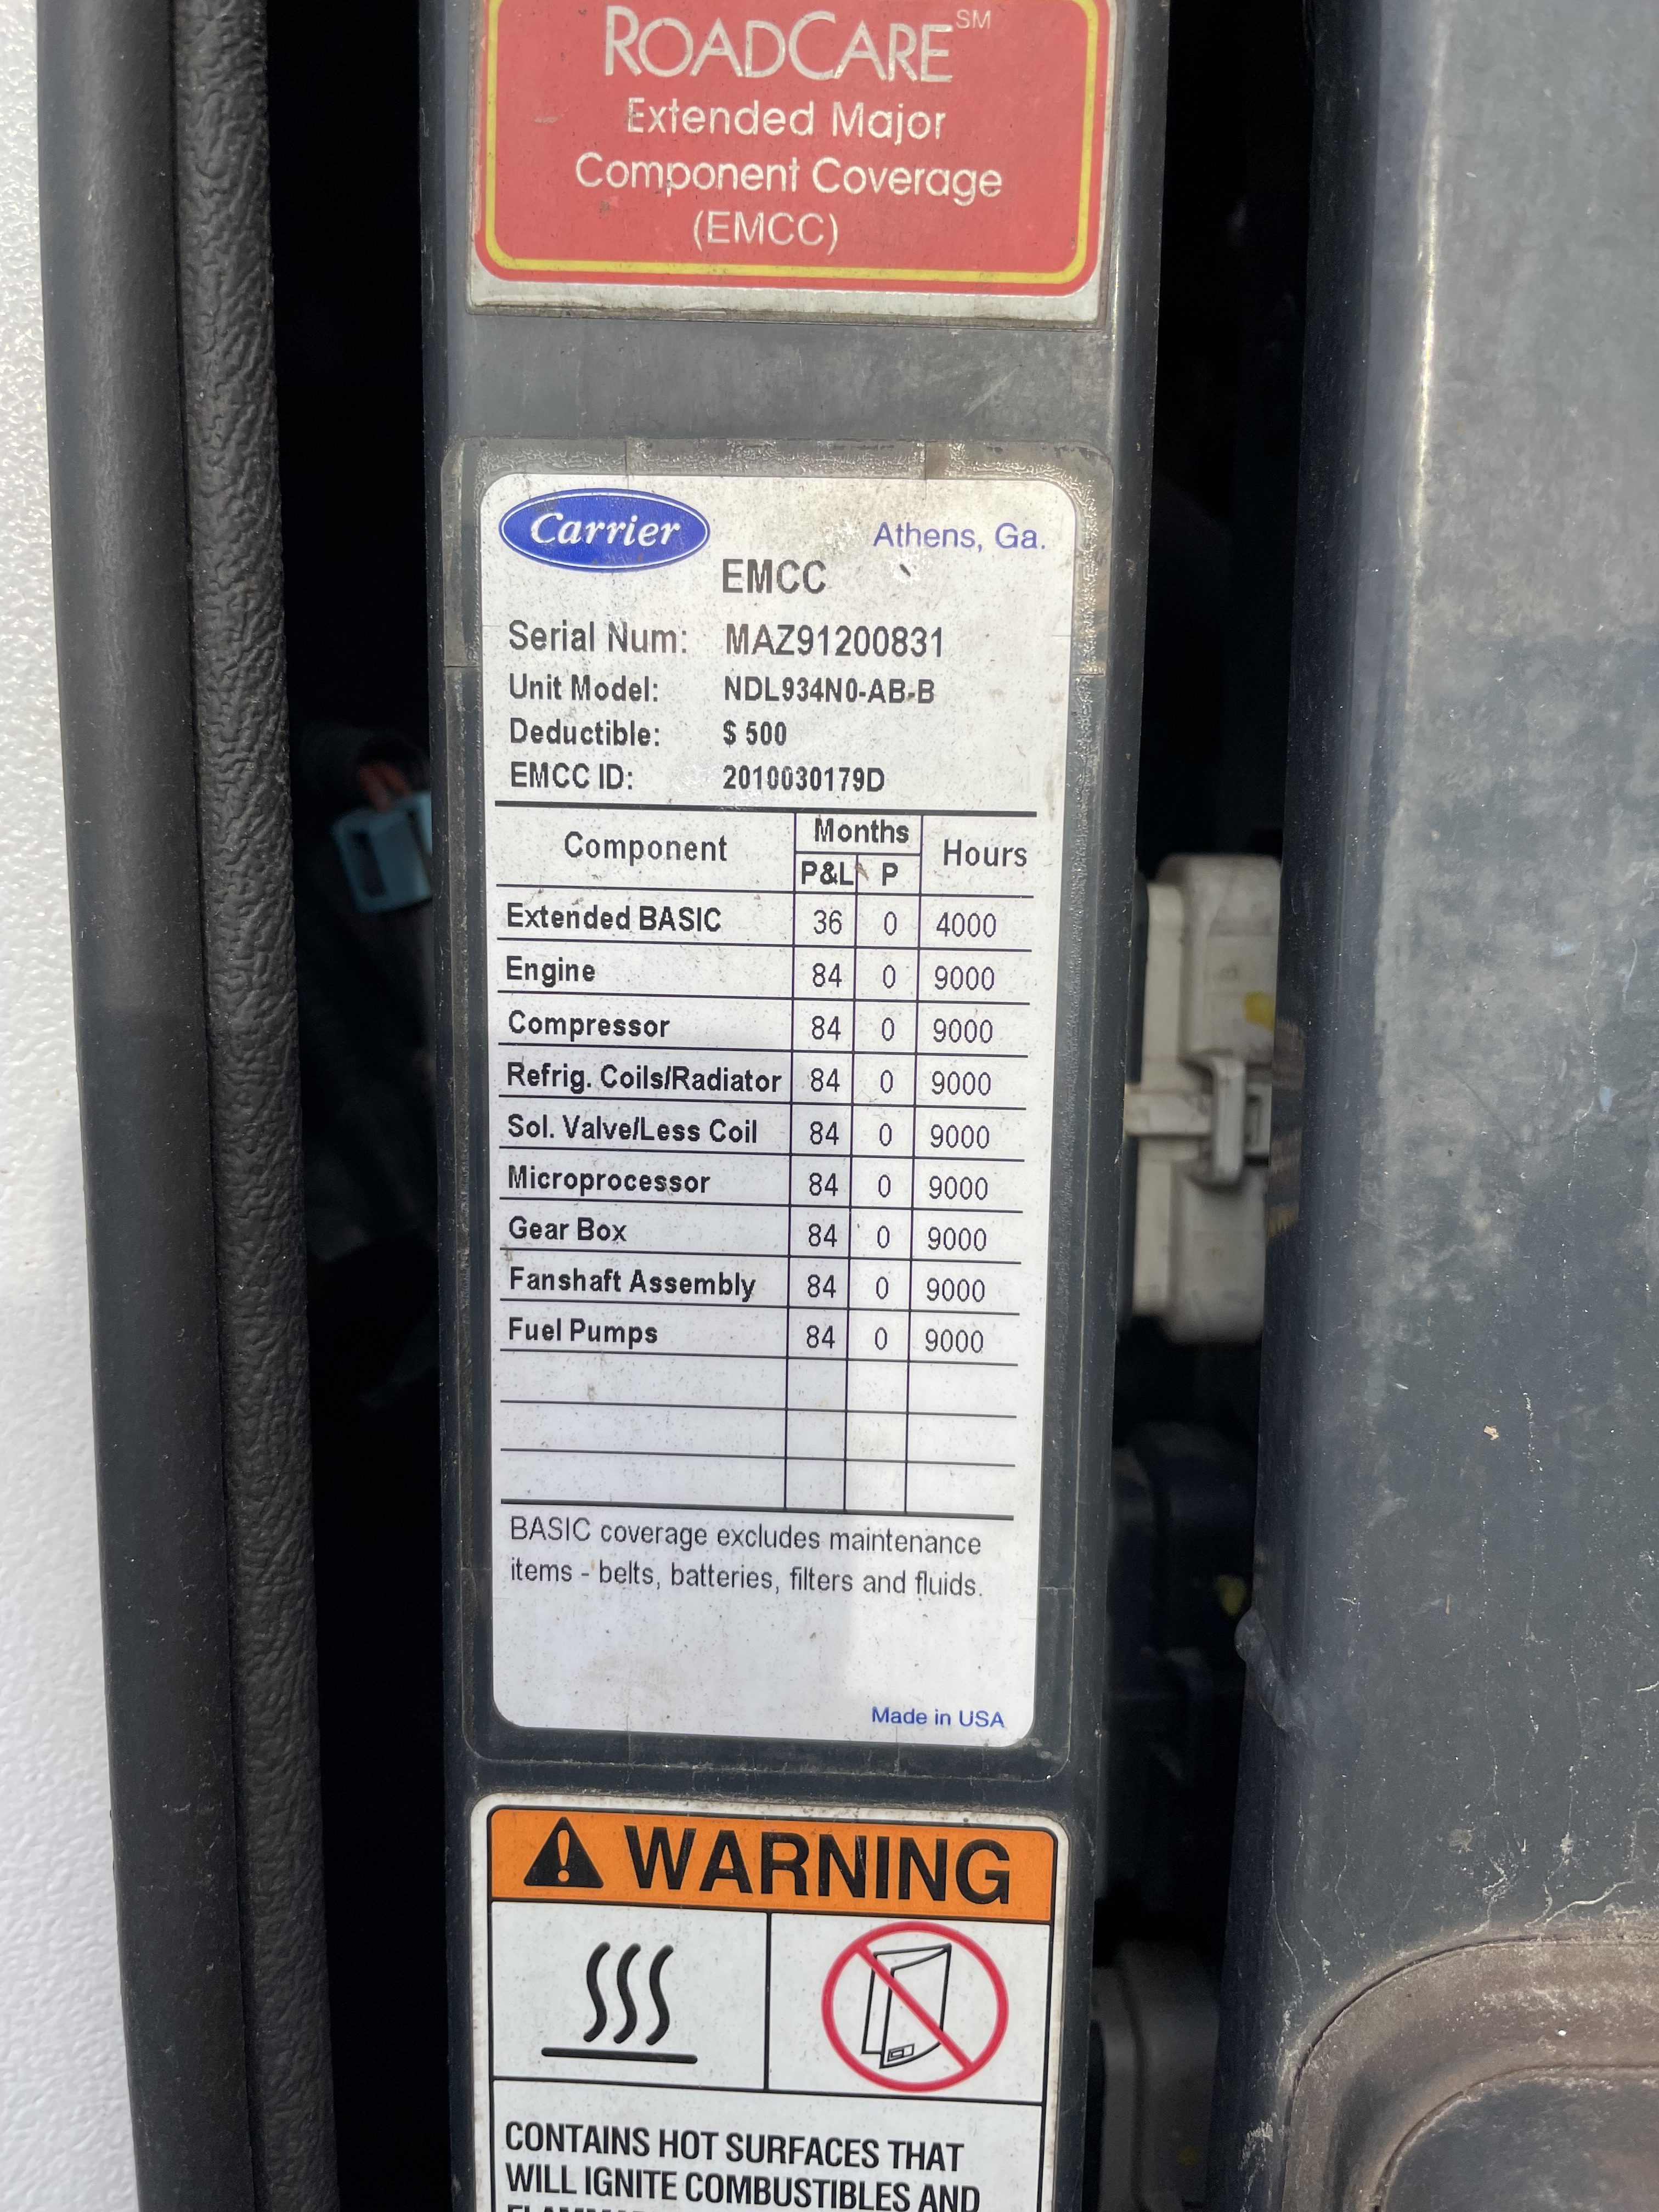 ROADCARE SM
Extended Major
Component Coverage
(EMCC)
Carrier
Athens, Ga.
EMCC
Serial Num: MAZ91200831
Unit Model: NDL934N0-AB-B
Deductible: $ 500
EMCC ID: 2010030179D
Component Months Hours
P&L P
Extended BASIC 36 0 4000
Engine 84 0 9000
Compressor 84 0 9000
Refrig. Coils/Radiator 84 0 9000
Sol. Valve/Less Coil 84 0 9000
Microprocessor 84 0 9000
Gear Box 84 0 9000
Fanshaft Assembly 84 0 9000
Fuel Pumps 84 0 9000
BASIC coverage excludes maintenance
items - belts, batteries, filters and fluids.
Made in USA
WARNING
CONTAINS HOT SURFACES THAT
WILL IGNITE COMBUSTIBLES AND